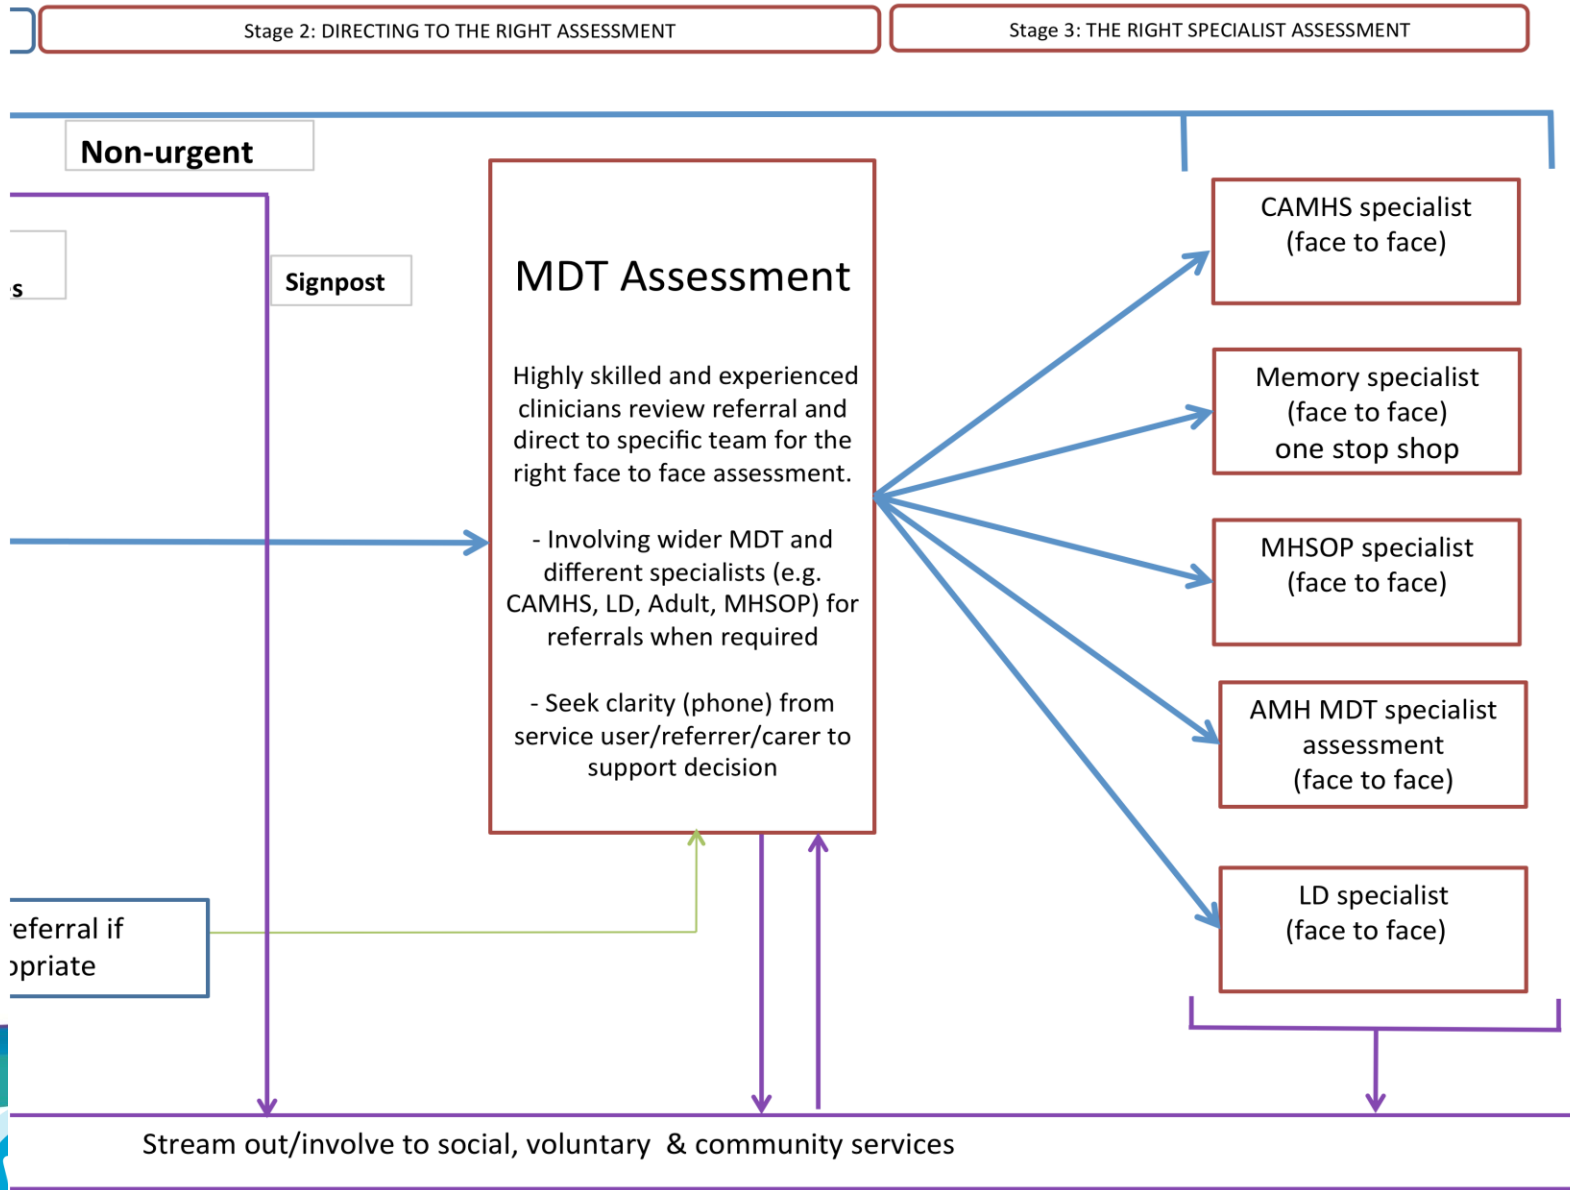 Stage 2: DIRECTING TO THE RIGHT ASSESSMENT
Stage 3: THE RIGHT SPECIALIST ASSESSMENT
Non-urgent
Signpost
MDT Assessment
Highly skilled and experienced
clinicians review referral and
direct to specific team for the
right face to face assessment.
- Involving wider MDT and
different specialists (e.g.
CAMHS, LD, Adult, MHSOP) for
referrals when required
- Seek clarity (phone) from
service user/referrer/carer to
support decision
CAMHS specialist
(face to face)
Memory specialist
(face to face)
one stop shop
MHSOP specialist
(face to face)
AMH MDT specialist
assessment
(face to face)
LD specialist
(face to face)
eferral if
opriate
Stream out/involve to social, voluntary & community services